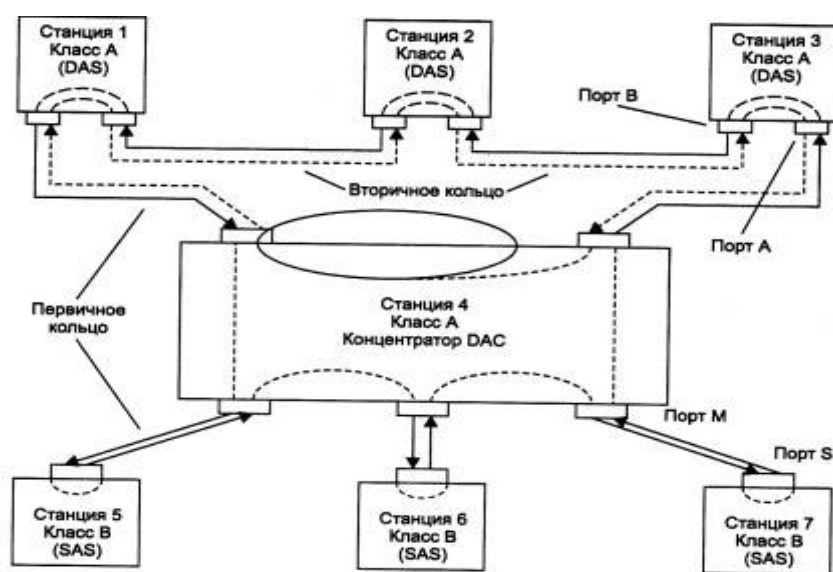 Станция 1
Класс А
(DAS)
Станция 2
Класс А
(DAS)
Станция 3
Класс А
(DAS)
Порт В
Вторичное кольцо
Порт А
Первичное
кольцо
Станция 4
Класс А
Концентратор DAC
Порт М
Порт S
Станция 5
Класс В
(SAS)
Станция 6
Класс В
(SAS)
Станция 7
Класс В
(SAS)